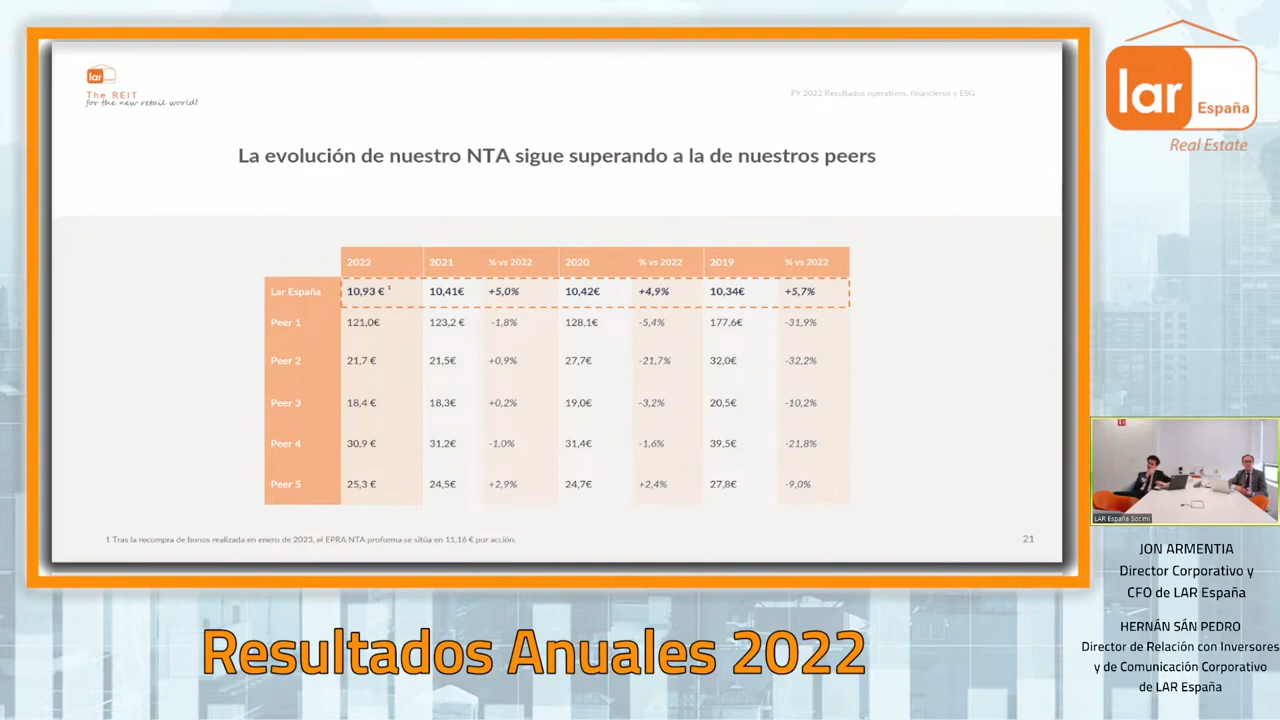 lar
España
The REIT
for the new retail world!
FY 2022 Resultados operativos, financieros y ESG
La evolución de nuestro NTA sigue superando a la de nuestros peers
2022 2021 % vs 2022 2020 % vs 2022 2019 % vs 2022
Lar España 10,93 € ¹ 10,41€ +5,0% 10,42€ +4,9% 10,34€ +5,7%
Peer 1 121,0€ 123,2 € -1,8% 128,1€ -5,4% 177,6€ -31,9%
Peer 2 21,7 € 21,5€ +0,9% 27,7€ -21,7% 32,0€ -32,2%
Peer 3 18,4 € 18,3€ +0,2% 19,0€ -3,2% 20,5€ -10,2%
Peer 4 30,9 € 31,2€ -1,0% 31,4€ -1,6% 39,5€ -21,8%
Peer 5 25,3 € 24,5€ +2,9% 24,7€ +2,4% 27,8€ -9,0%
1 Tras la recompra de bonos realizada en enero de 2023, el EPRA NTA proforma se sitúa en 11,16 € por acción.
21
lar
España
Real Estate
LAR España Socimi
JON ARMENTIA
Director Corporativo y
CFO de LAR España
HERNÁN SÁN PEDRO
Director de Relación con Inversores
y de Comunicación Corporativo
de LAR España
Resultados Anuales 2022